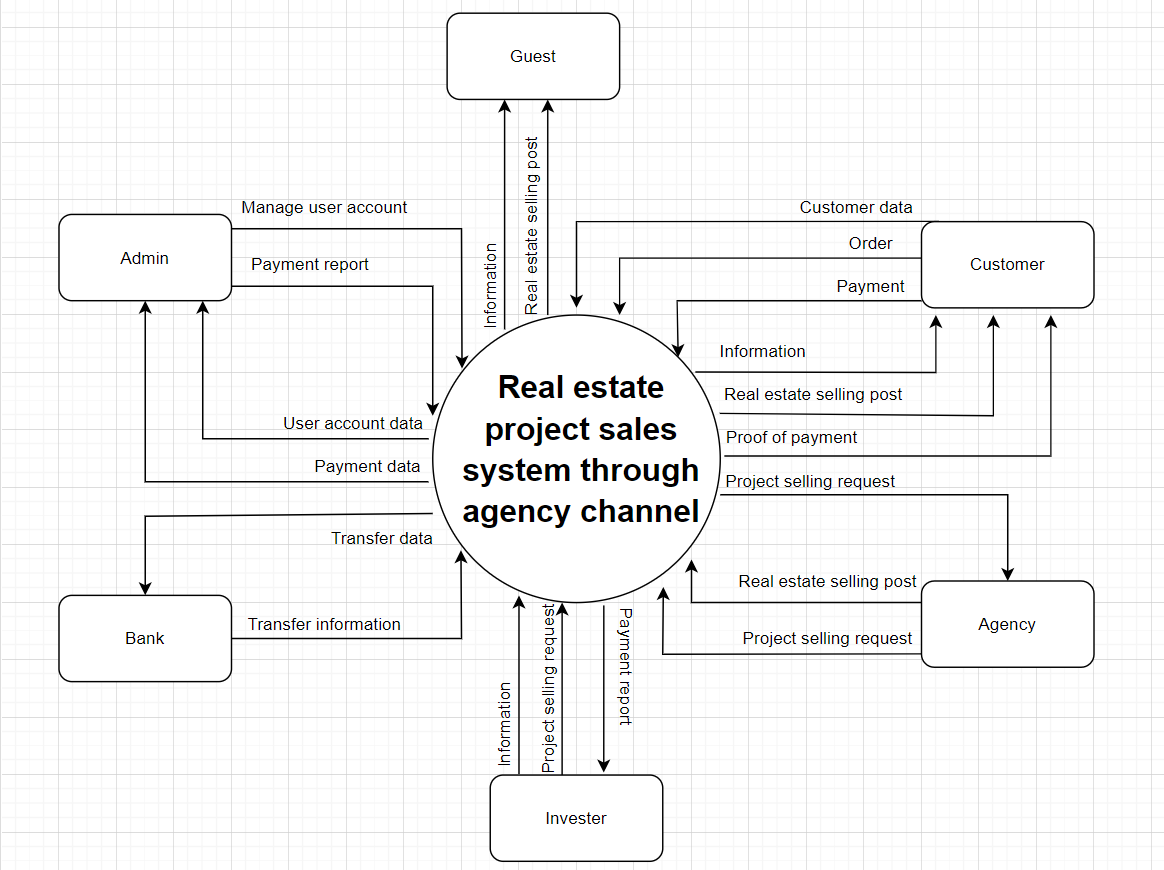 Guest
Information
Real estate selling post
Manage user account
Admin
Payment report
Customer data
Order
Customer
Payment
Information
Real estate selling post
Proof of payment
Project selling request
Real estate
project sales
system through
agency channel
User account data
Payment data
Transfer data
Bank
Transfer information
Real estate selling post
Agency
Project selling request
Information
Project selling request
Payment report
Invester